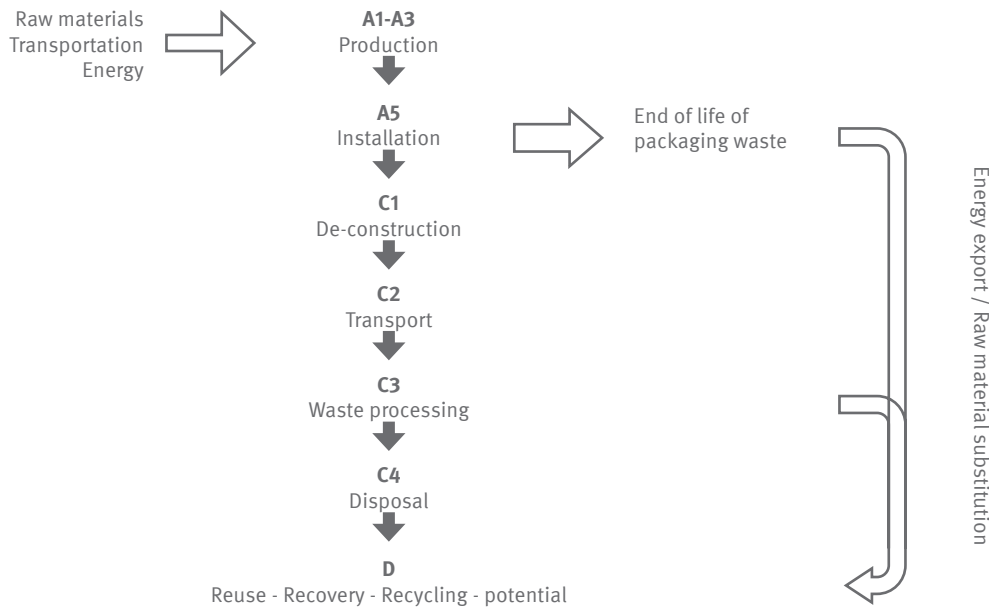 Raw materials
Transportation
Energy
A1-A3
Production
A5
Installation
End of life of
packaging waste
C1
De-construction
C2
Transport
C3
Waste processing
C4
Disposal
D
Reuse - Recovery - Recycling - potential
Energy export / Raw material substitution